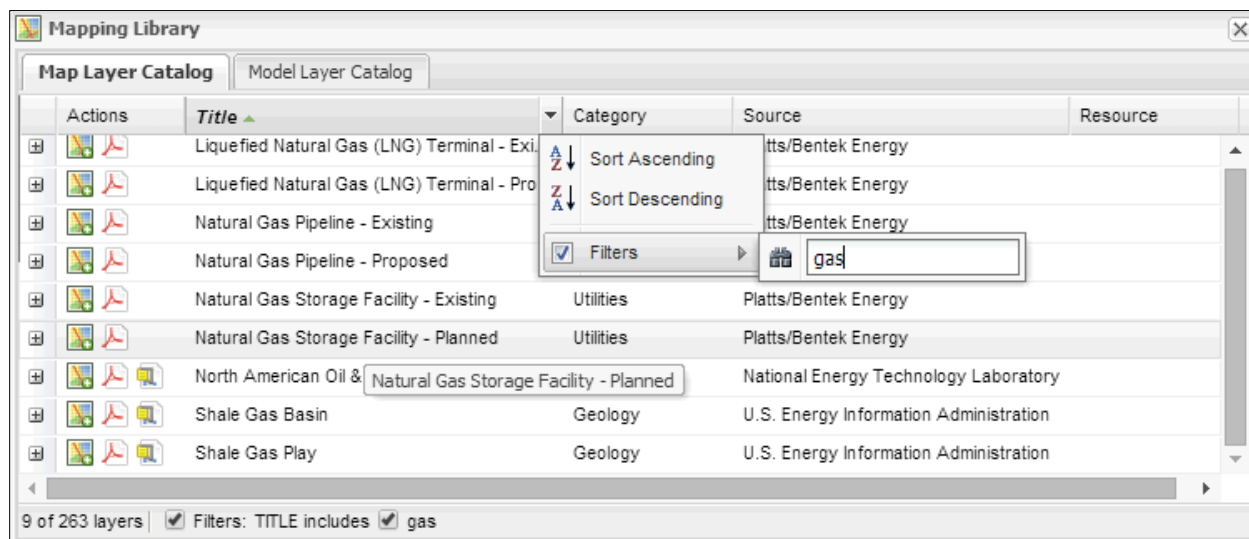 Mapping Library
Map Layer Catalog Model Layer Catalog
Actions Title Category Source Resource
Liquefied Natural Gas (LNG) Terminal - Exi... tts/Bentek Energy
Sort Ascending
Liquefied Natural Gas (LNG) Terminal - Pro tts/Bentek Energy
Sort Descending
Natural Gas Pipeline - Existing tts/Bentek Energy
Filters gas
Natural Gas Pipeline - Proposed
Natural Gas Storage Facility - Existing Utilities Platts/Bentek Energy
Natural Gas Storage Facility - Planned Utilities Platts/Bentek Energy
North American Oil & National Energy Technology Laboratory
Natural Gas Storage Facility - Planned
Shale Gas Basin Geology U.S. Energy Information Administration
Shale Gas Play Geology U.S. Energy Information Administration
9 of 263 layers Filters: TITLE includes gas